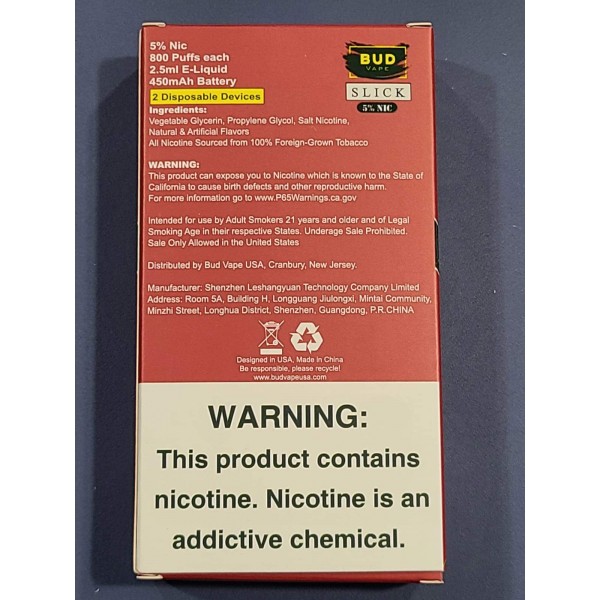 5% Nic
800 Puffs each
2.5ml E-Liquid
450mAh Battery
2 Disposable Devices
BUD
VAPE
SLICK
5% NIC
Ingredients:
Vegetable Glycerin, Propylene Glycol, Salt Nicotine,
Natural & Artificial Flavors
All Nicotine Sourced from 100% Foreign-Grown Tobacco
WARNING:
This product can expose you to Nicotine which is known to the State of
California to cause birth defects and other reproductive harm.
For more information go to www.P65Warnings.ca.gov
Intended for use by Adult Smokers 21 years and older and of Legal
Smoking Age in their respective States. Underage Sale Prohibited.
Sale Only Allowed in the United States
Distributed by Bud Vape USA, Cranbury, New Jersey.
Manufacturer: Shenzhen Leshangyuan Technology Company Limited
Address: Room 5A, Building H, Longguang Jiulongxi, Mintai Community,
Minzhi Street, Longhua District, Shenzhen, Guangdong, P.R.CHINA
Designed in USA, Made in China
Be responsible, please recycle!
www.budvapeusa.com
WARNING:
This product contains
nicotine. Nicotine is an
addictive chemical.